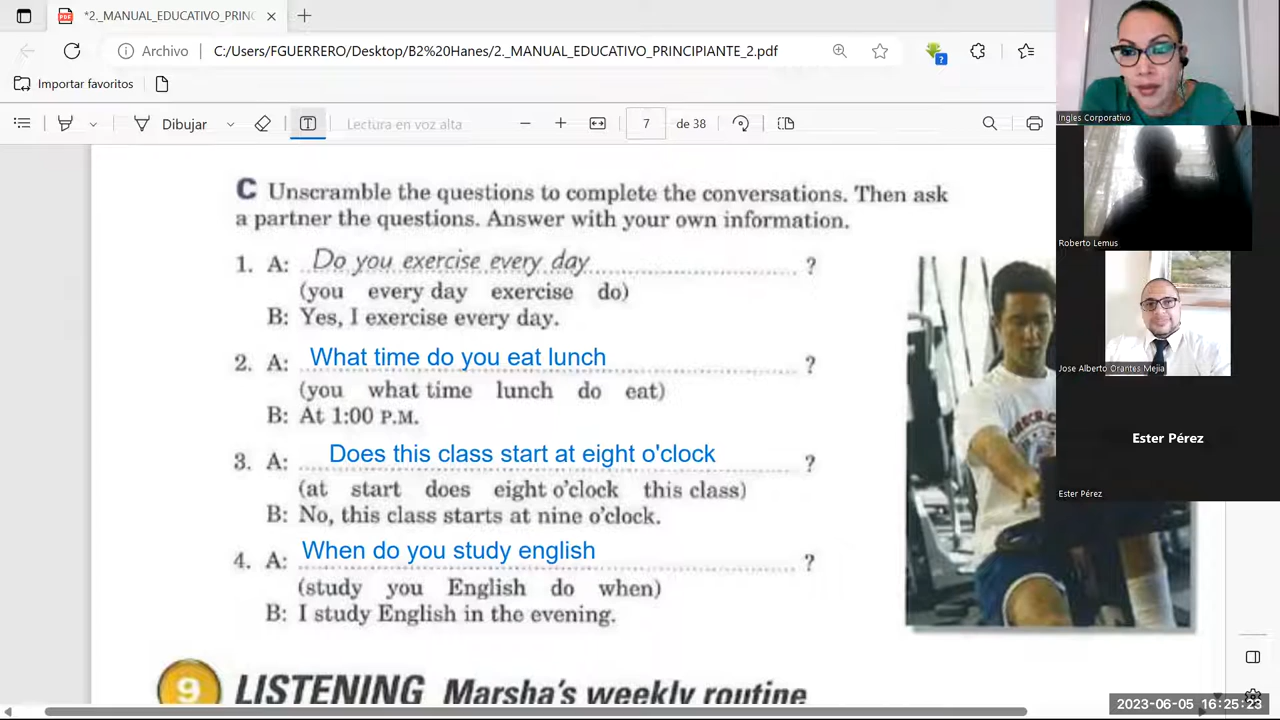 *2._MANUAL_EDUCATIVO_PRINC
Archivo
C:/Users/FGUERRERO/Desktop/B2%20Hanes/2._MANUAL_EDUCATIVO_PRINCIPIANTE_2.pdf
Importar favoritos
Dibujar
Lectura en voz alta
7
de 38
C Unscramble the questions to complete the conversations. Then ask
a partner the questions. Answer with your own information.
1. A: Do you exercise every day ?
(you every day exercise do)
B: Yes, I exercise every day.
2. A: What time do you eat lunch ?
(you what time lunch do eat)
B: At 1:00 P.M.
3. A: Does this class start at eight o'clock ?
(at start does eight o'clock this class)
B: No, this class starts at nine o'clock.
4. A: When do you study english ?
(study you English do when)
B: I study English in the evening.
9 LISTENING Marsha's weekly routine
Ingles Corporativo
Roberto Lemus
Jose Alberto Orantes Mejia
Ester Pérez
Ester Pérez
2023-06-05 16:25:23